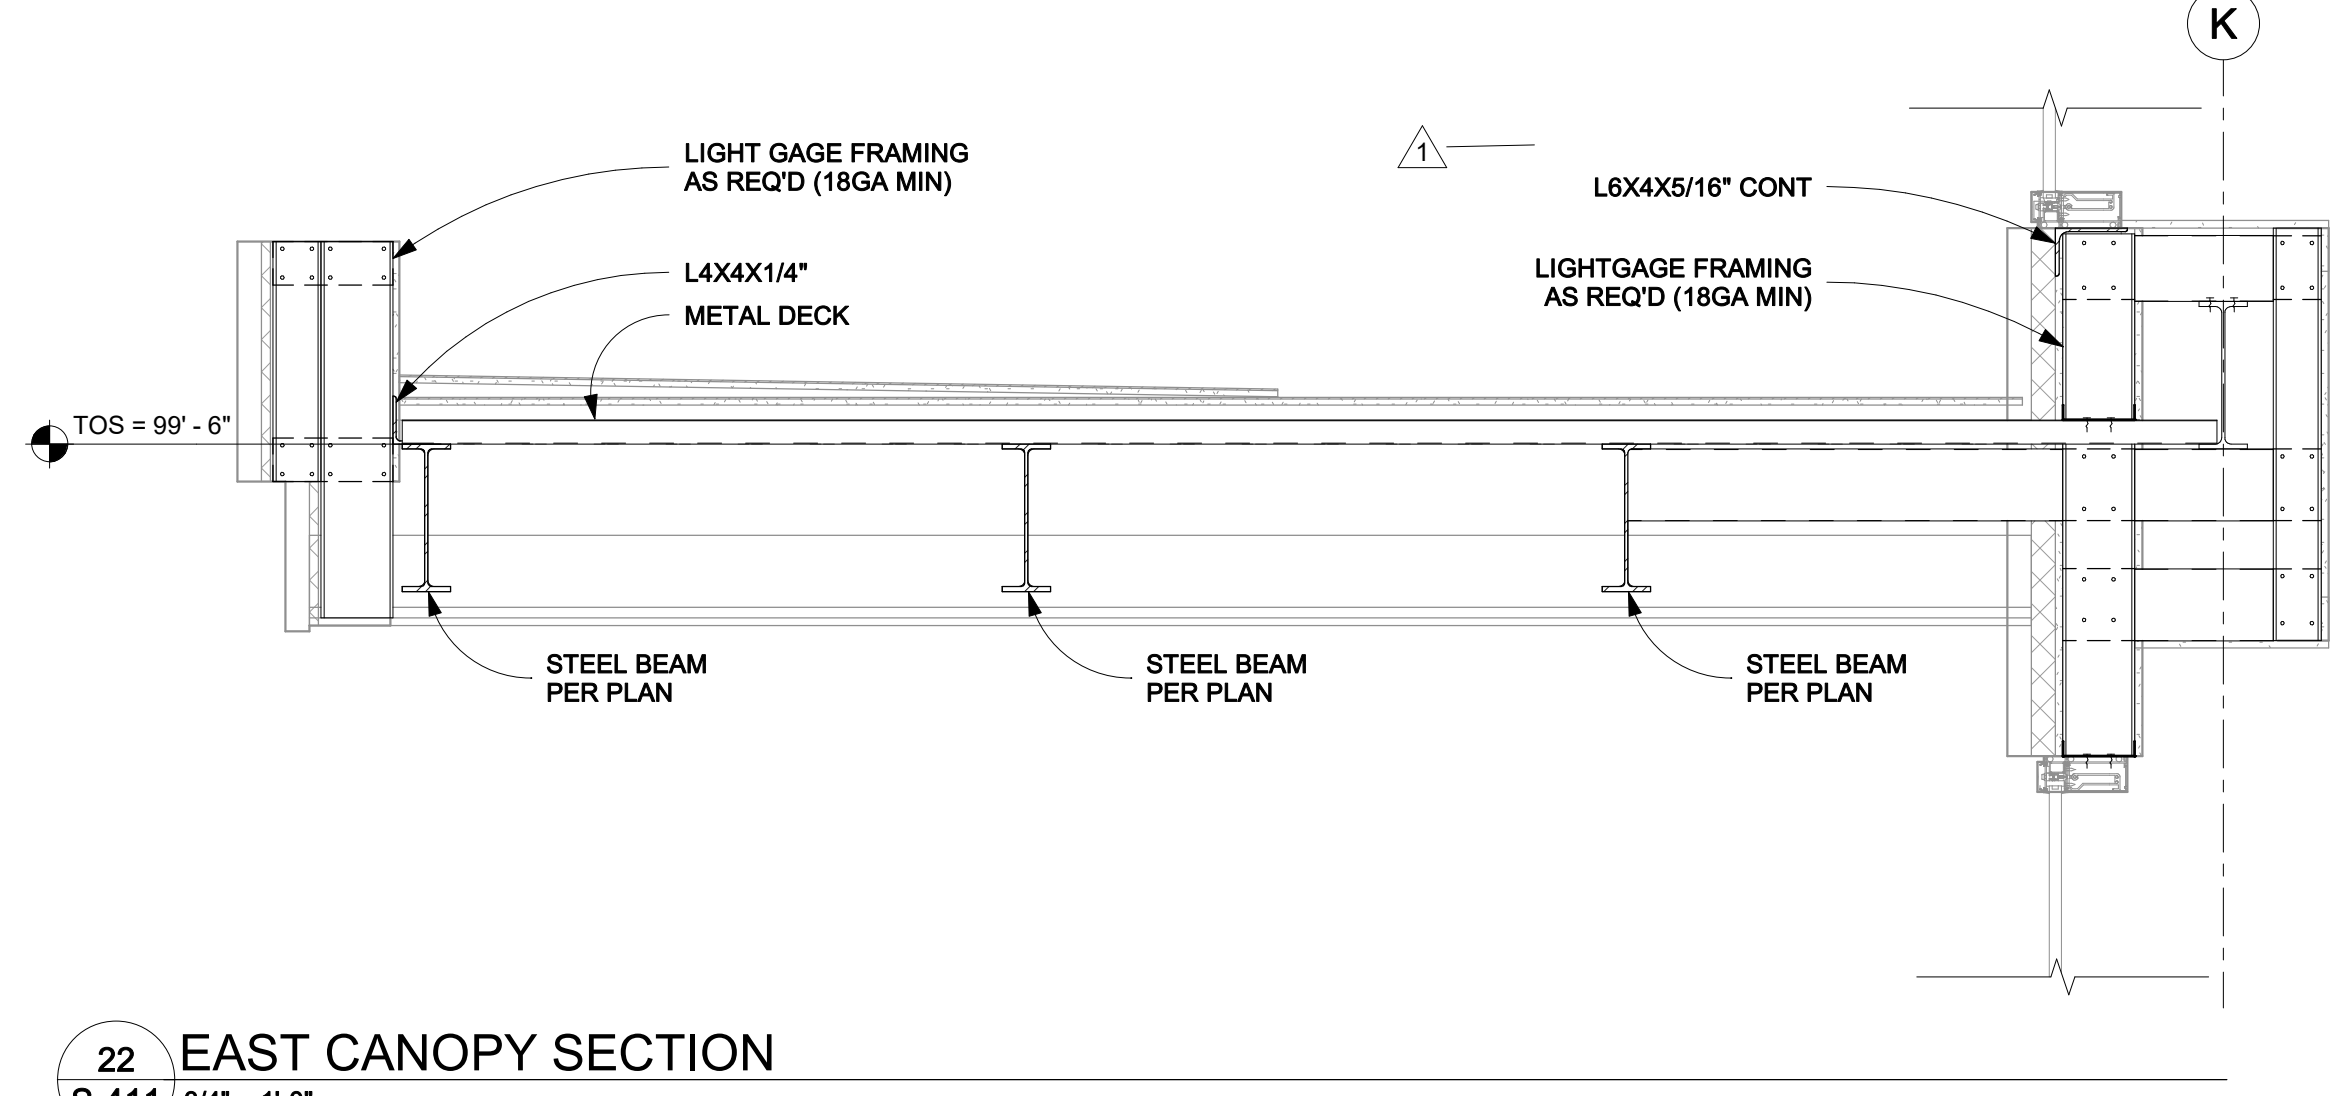 K
LIGHT GAGE FRAMING
AS REQ'D (18GA MIN)
1
L6X4X5/16" CONT
L4X4X1/4"
METAL DECK
LIGHTGAGE FRAMING
AS REQ'D (18GA MIN)
TOS = 99' - 6"
STEEL BEAM
PER PLAN
STEEL BEAM
PER PLAN
STEEL BEAM
PER PLAN
22
EAST CANOPY SECTION